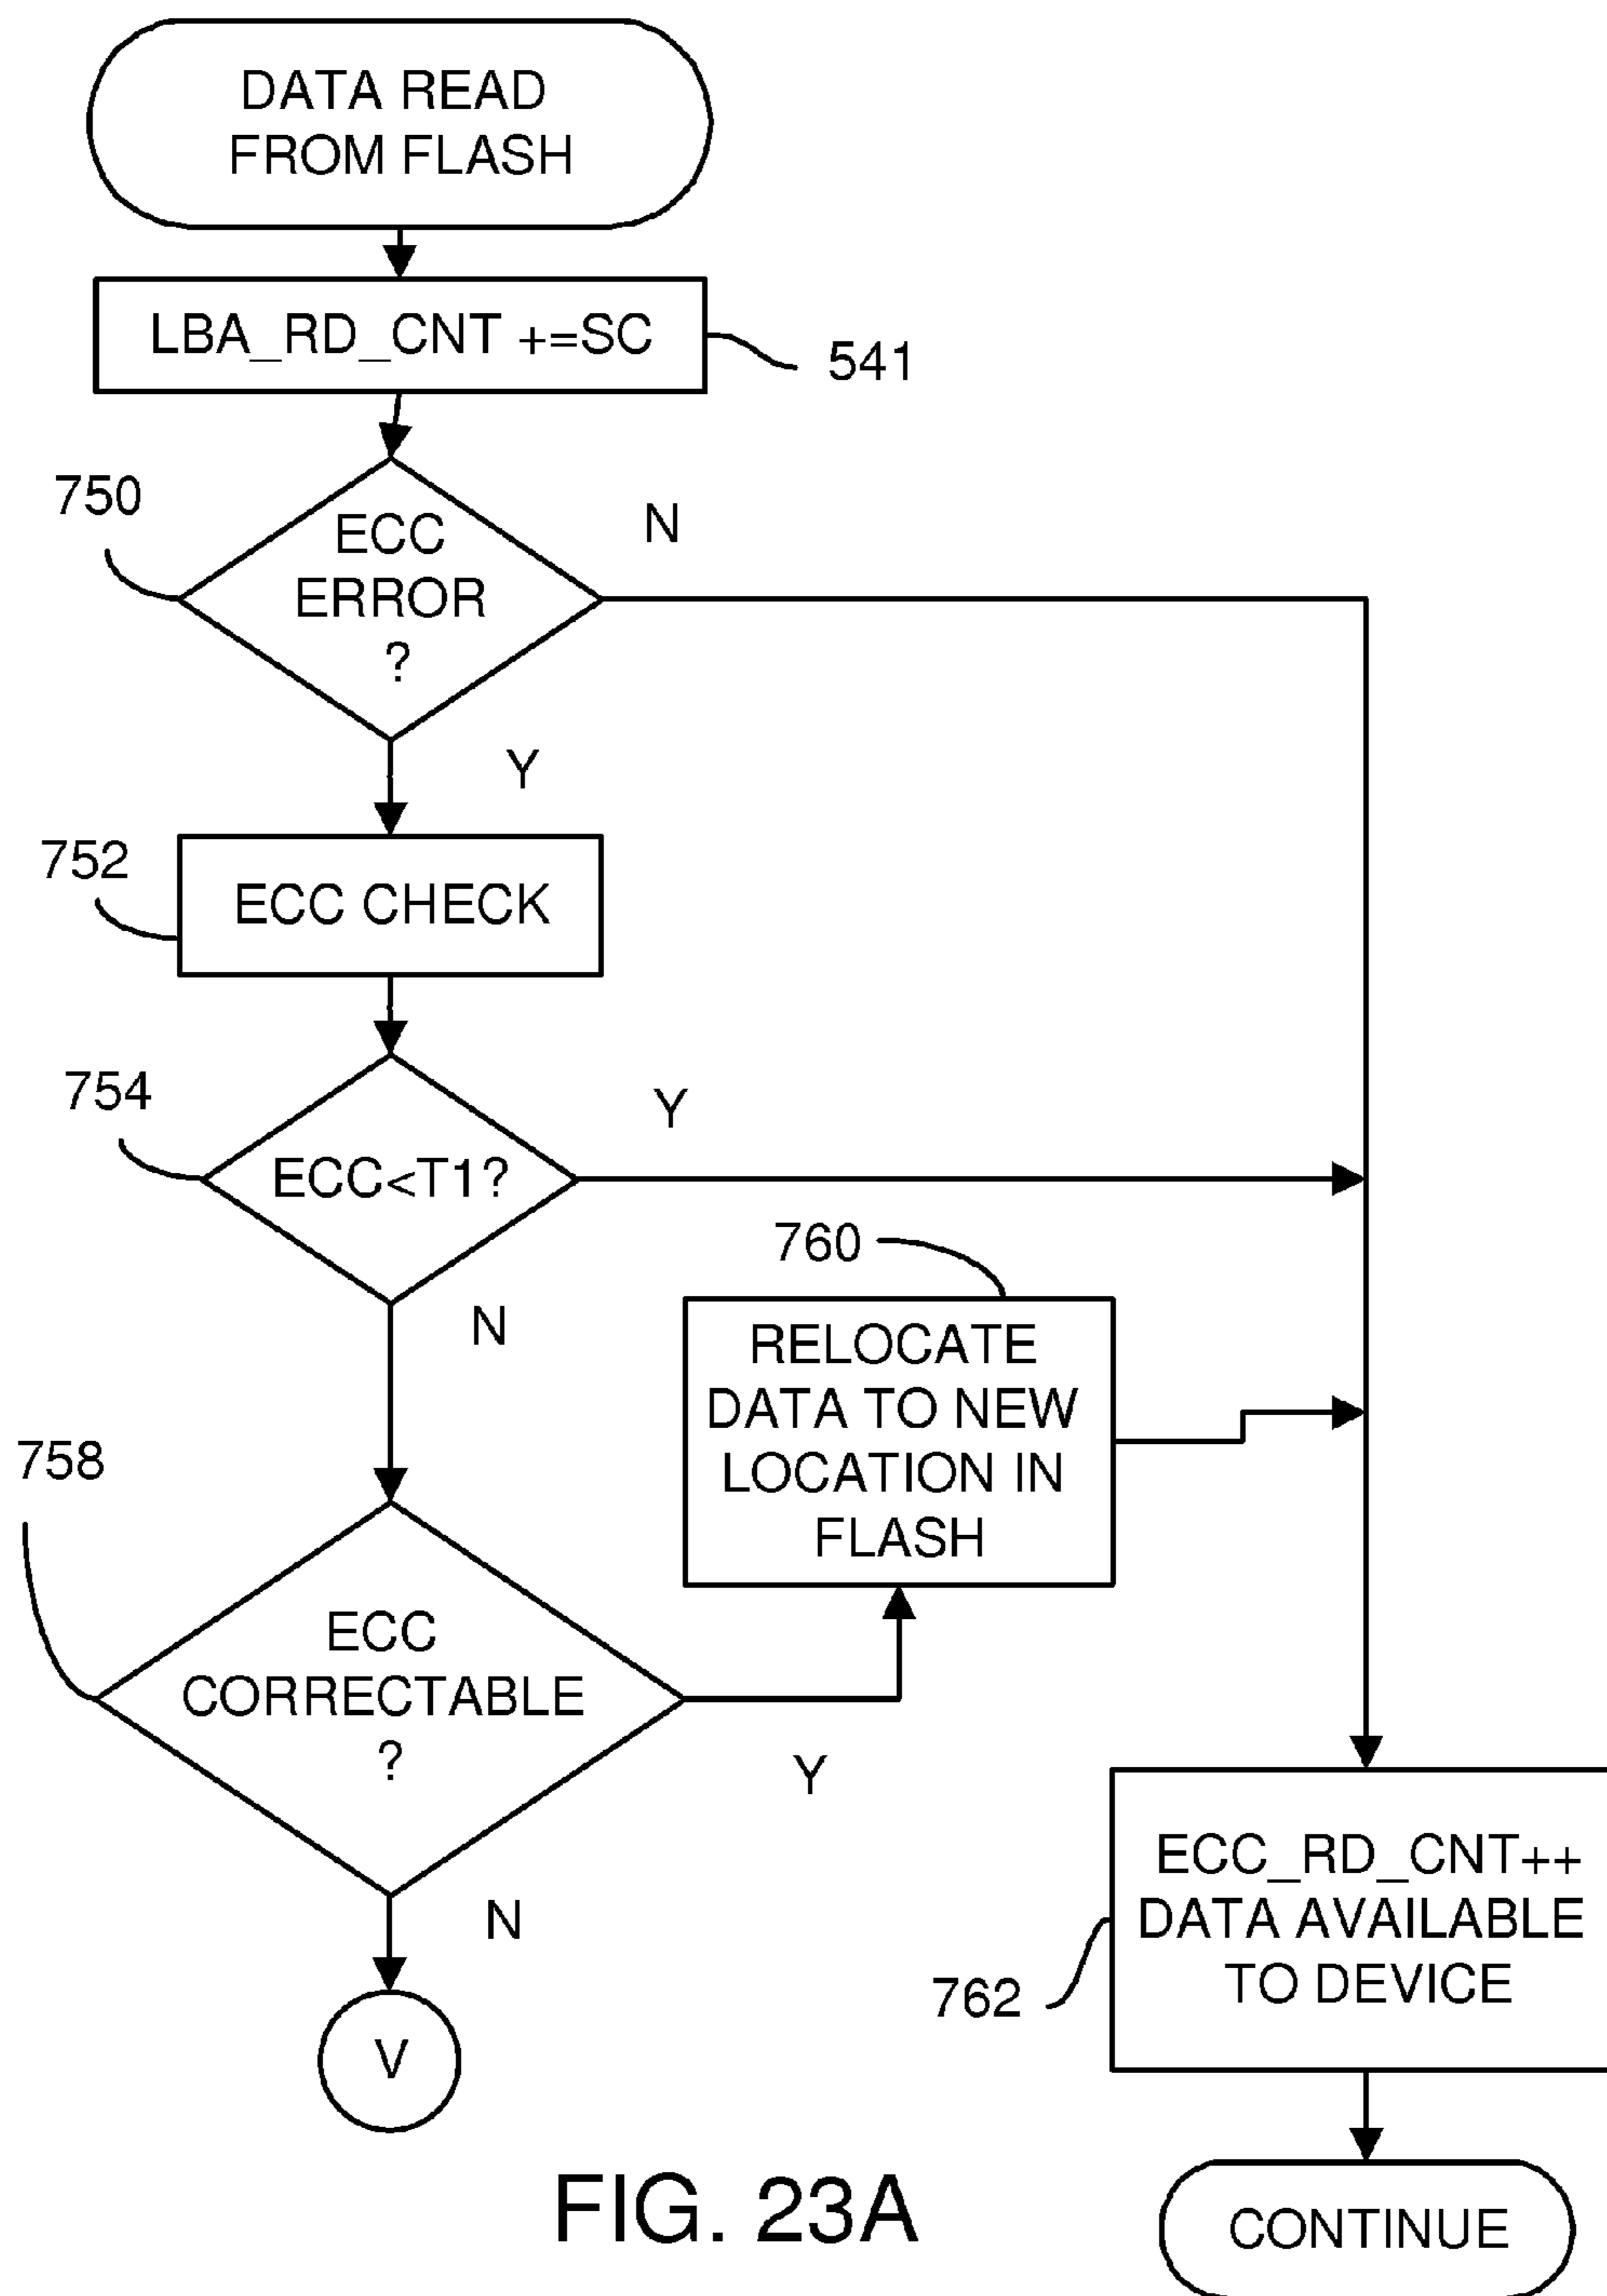 DATA READ
FROM FLASH
LBA_RD_CNT +=SC
541
750
ECC
ERROR
?
N
Y
752
ECC CHECK
754
ECC<T1?
Y
N
760
RELOCATE
DATA TO NEW
LOCATION IN
FLASH
758
ECC
CORRECTABLE
?
Y
N
V
762
ECC_RD_CNT++
DATA AVAILABLE
TO DEVICE
CONTINUE
FIG. 23A